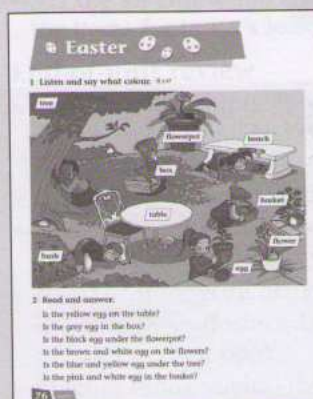 Easter
1 Listen and say what colour.
tree
flowerpot
bench
box
basket
table
flower
bush
egg
2 Read and answer.
Is the yellow egg on the table?
Is the grey egg in the box?
Is the black egg under the flowerpot?
Is the brown and white egg on the flowers?
Is the blue and yellow egg under the tree?
Is the pink and white egg in the basket?
76